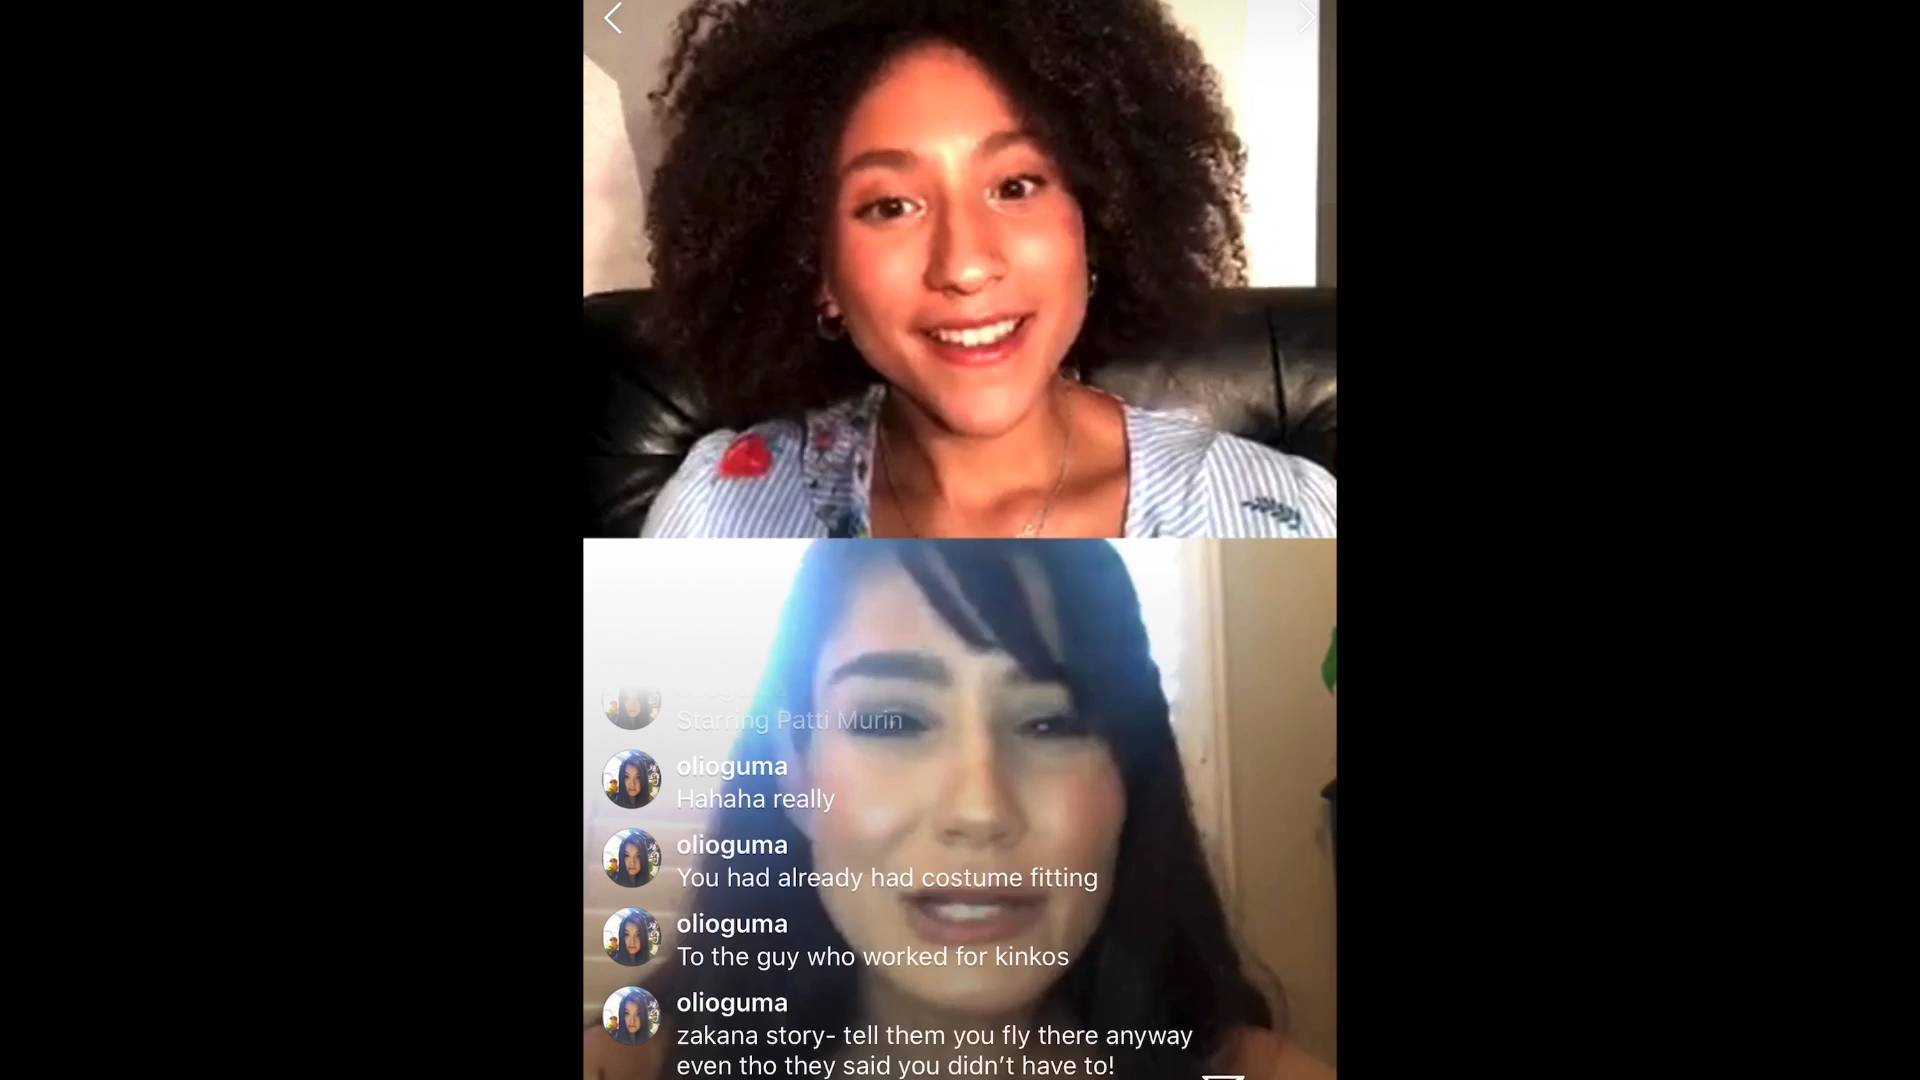 Starring Patti Murin
olioguma
Hahaha really
olioguma
You had already had costume fitting
olioguma
To the guy who worked for kinkos
olioguma
zakana story- tell them you fly there anyway
even tho they said you didn't have to!